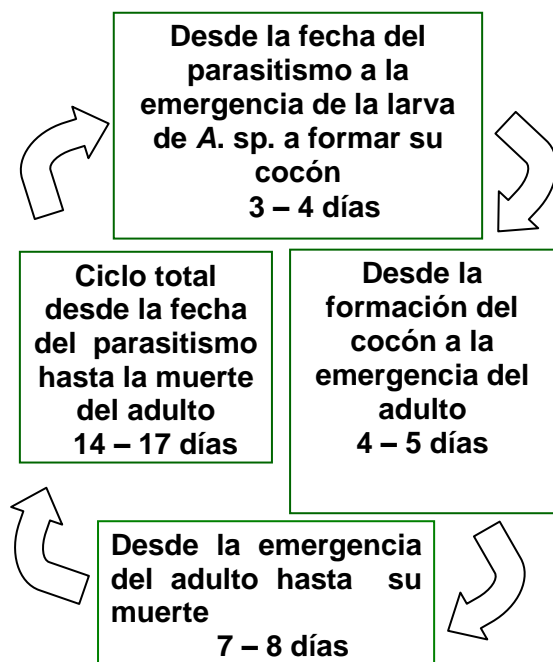 Desde la fecha del
parasitismo a la
emergencia de la larva
de A. sp. a formar su
cocón
3 – 4 días
Ciclo total
desde la fecha
del parasitismo
hasta la muerte
del adulto
14 – 17 días
Desde la
formación del
cocón a la
emergencia del
adulto
4 – 5 días
Desde la emergencia
del adulto hasta su
muerte
7 – 8 días